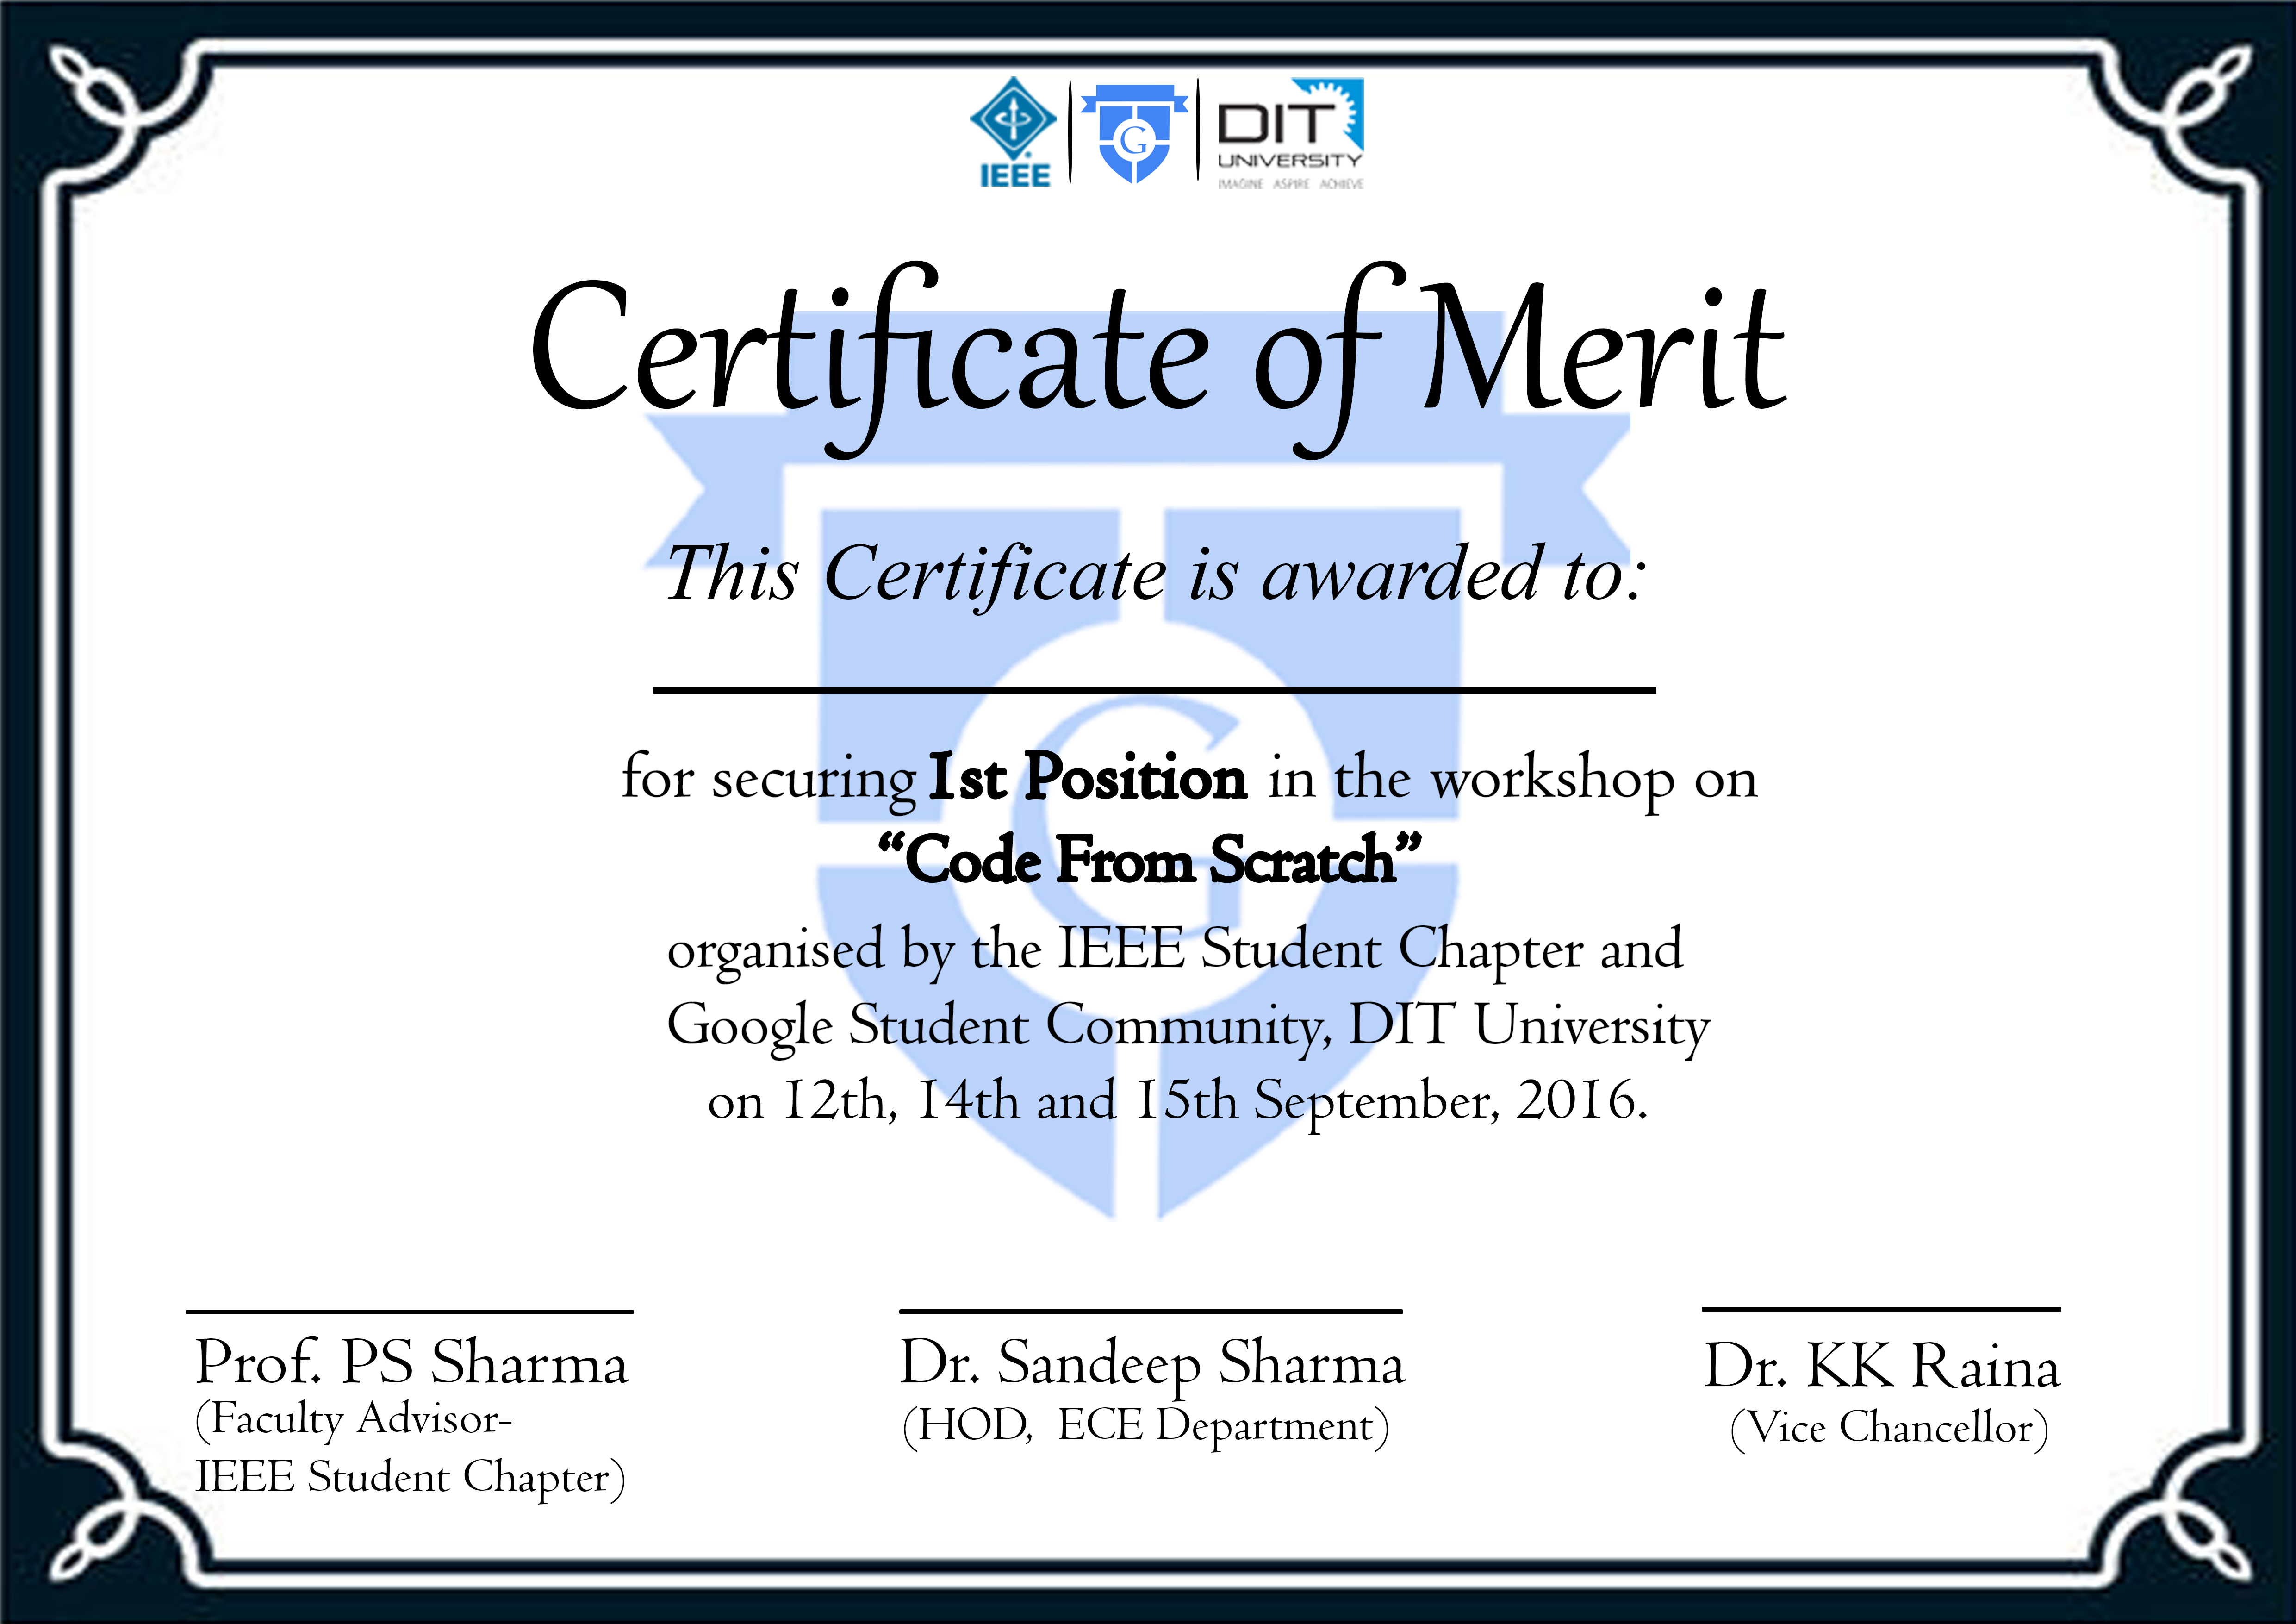 IEEE
G
DIT
UNIVERSITY
IMAGINE ASPIRE ACHIEVE
Certificate of Merit
This Certificate is awarded to:
for securing 1st Position in the workshop on
“Code From Scratch”
G
organised by the IEEE Student Chapter and
Google Student Community, DIT University
on 12th, 14th and 15th September, 2016.
Prof. PS Sharma
(Faculty Advisor-
IEEE Student Chapter)
Dr. Sandeep Sharma
(HOD, ECE Department)
Dr. KK Raina
(Vice Chancellor)